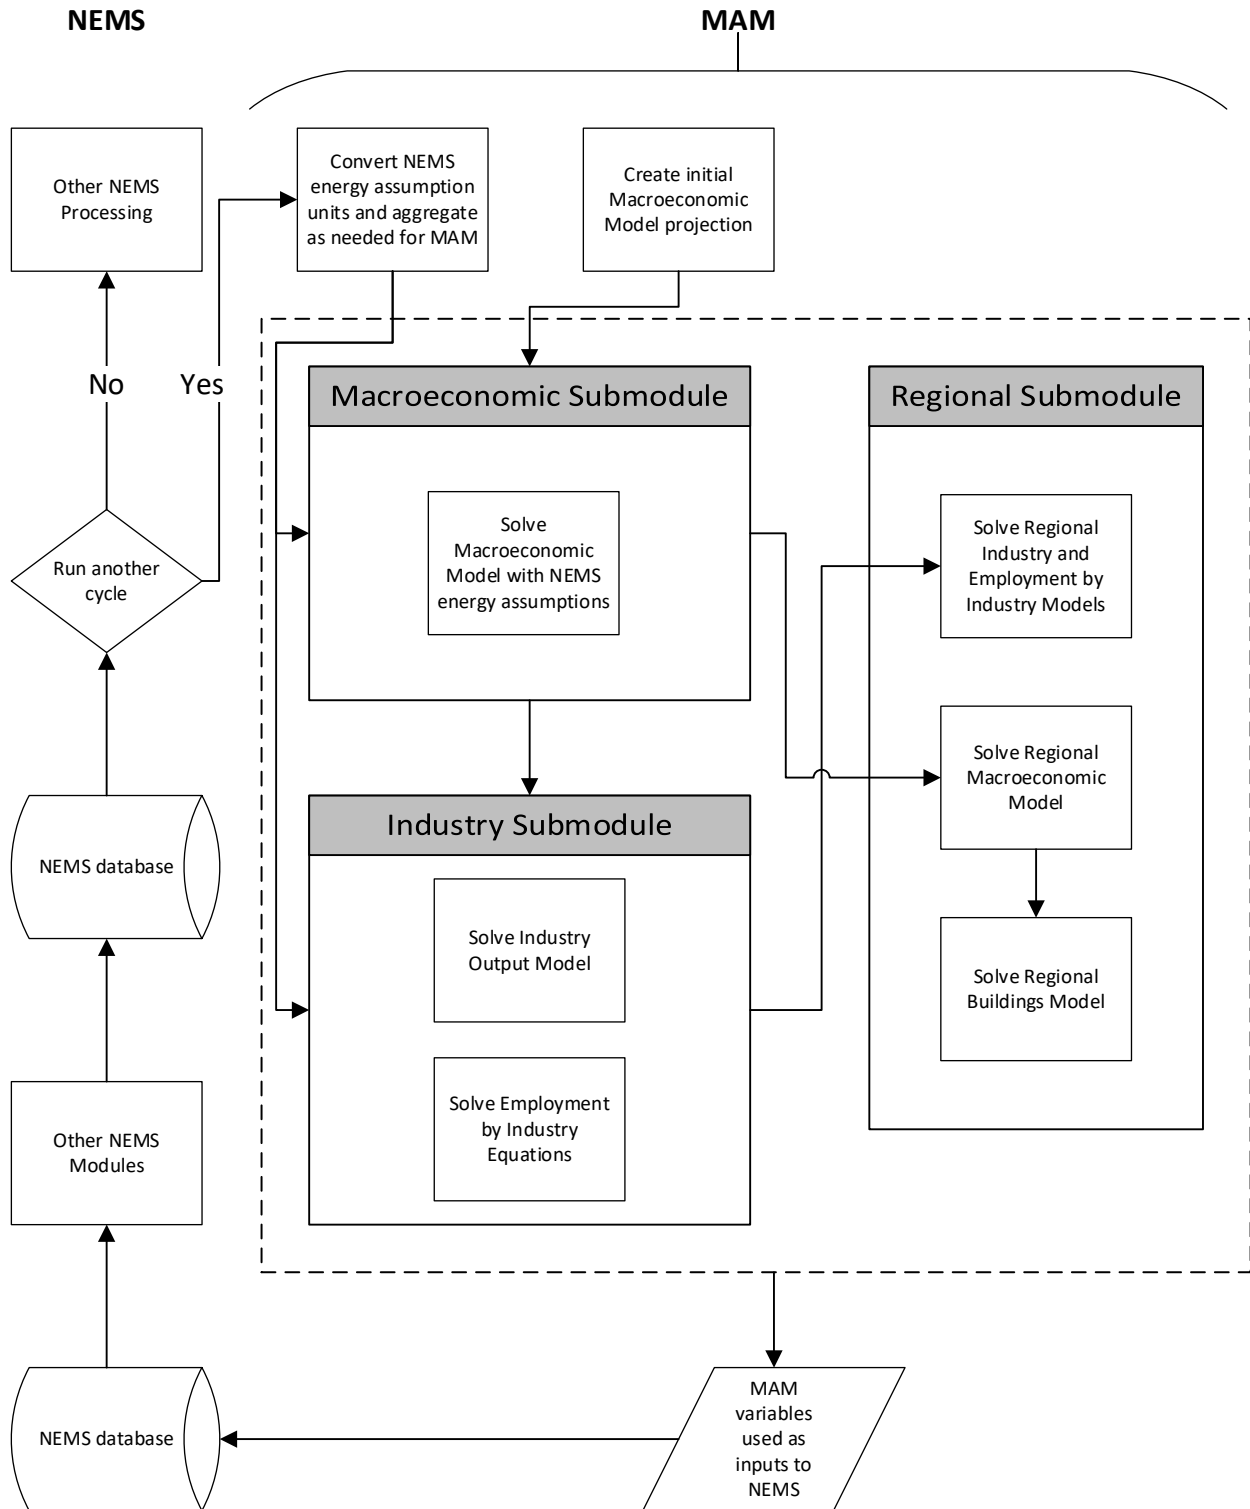 NEMS
MAM
Other NEMS
Processing
Convert NEMS
energy assumption
units and aggregate
as needed for MAM
Create initial
Macroeconomic
Model projection
No
Yes
Macroeconomic Submodule
Regional Submodule
Solve
Macroeconomic
Model with NEMS
energy assumptions
Solve Regional
Industry and
Employment by
Industry Models
Run another
cycle
Solve Regional
Macroeconomic
Model
Industry Submodule
NEMS database
Solve Industry
Output Model
Solve Regional
Buildings Model
Solve Employment
by Industry
Equations
Other NEMS
Modules
MAM
variables
used as
inputs to
NEMS
NEMS database